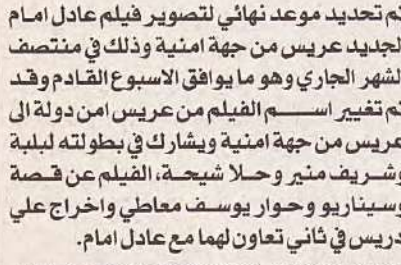 تم تحديد موعد نهائي لتصوير فيلم عادل امام
لجديد عريس من جهة امنية وذلك في منتصف
لشهر الجاري وهو ما يوافق الاسبوع القادم وقد
تم تغيير اسم الفيلم من عريس امن دولة الى
عريس من جهة امنية ويشارك في بطولته لبلبة
وشريف منير وحلا شيحة، الفيلم عن قصة
وسيناريو وحوار يوسف معاطي واخراج علي
دريس في ثاني تعاون لهما مع عادل امام.